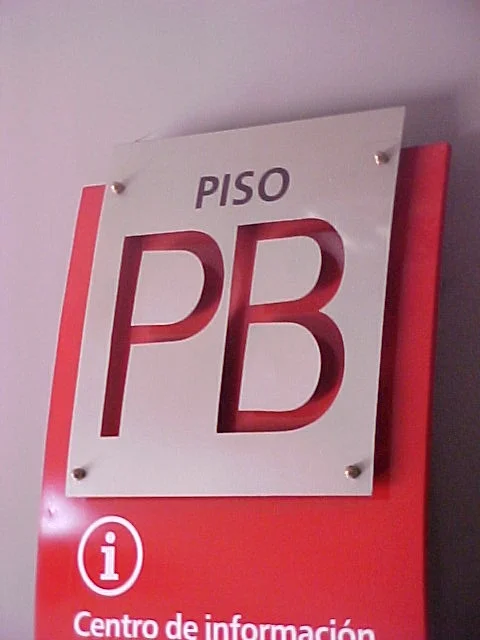 PISO
PB
i
Centro de información